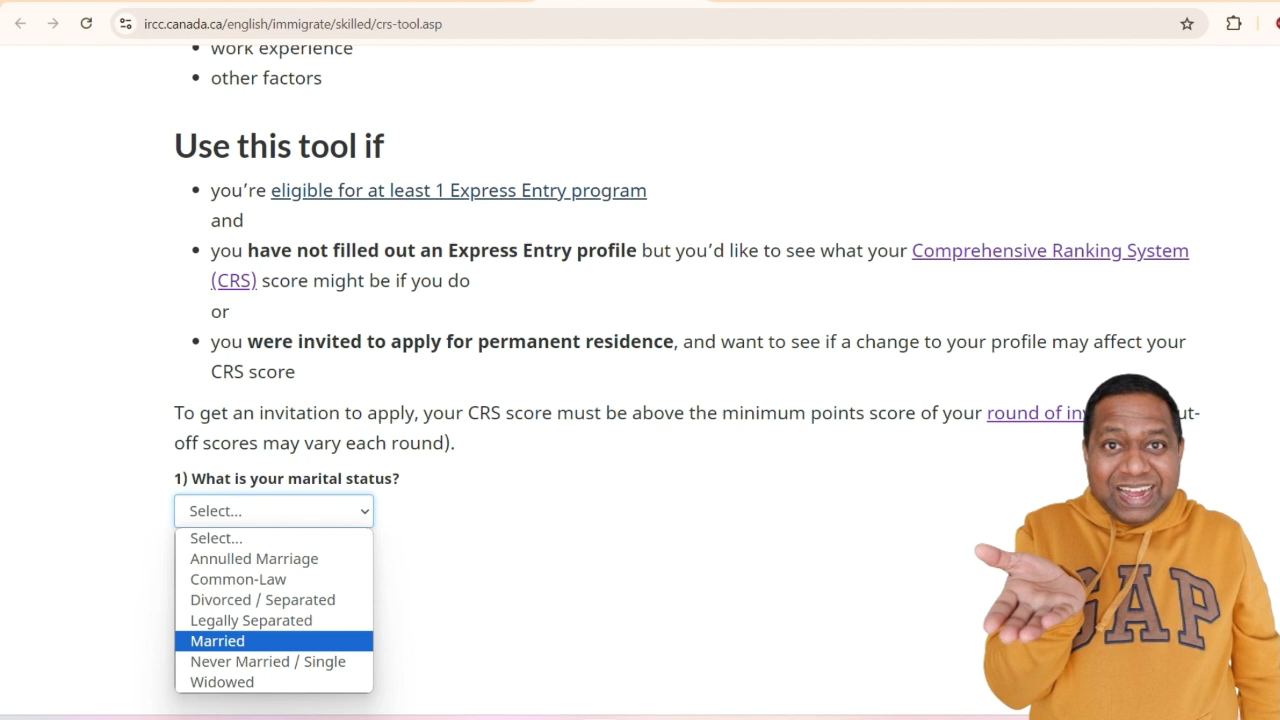 ircc.canada.ca/english/immigrate/skilled/crs-tool.asp
work experience
other factors
Use this tool if
you're eligible for at least 1 Express Entry program
and
you have not filled out an Express Entry profile but you'd like to see what your Comprehensive Ranking System
(CRS) score might be if you do
or
you were invited to apply for permanent residence, and want to see if a change to your profile may affect your
CRS score
To get an invitation to apply, your CRS score must be above the minimum points score of your round of
off scores may vary each round).
1) What is your marital status?
Select...
Select...
Annulled Marriage
Common-Law
Divorced / Separated
Legally Separated
Married
Never Married / Single
Widowed
GAP